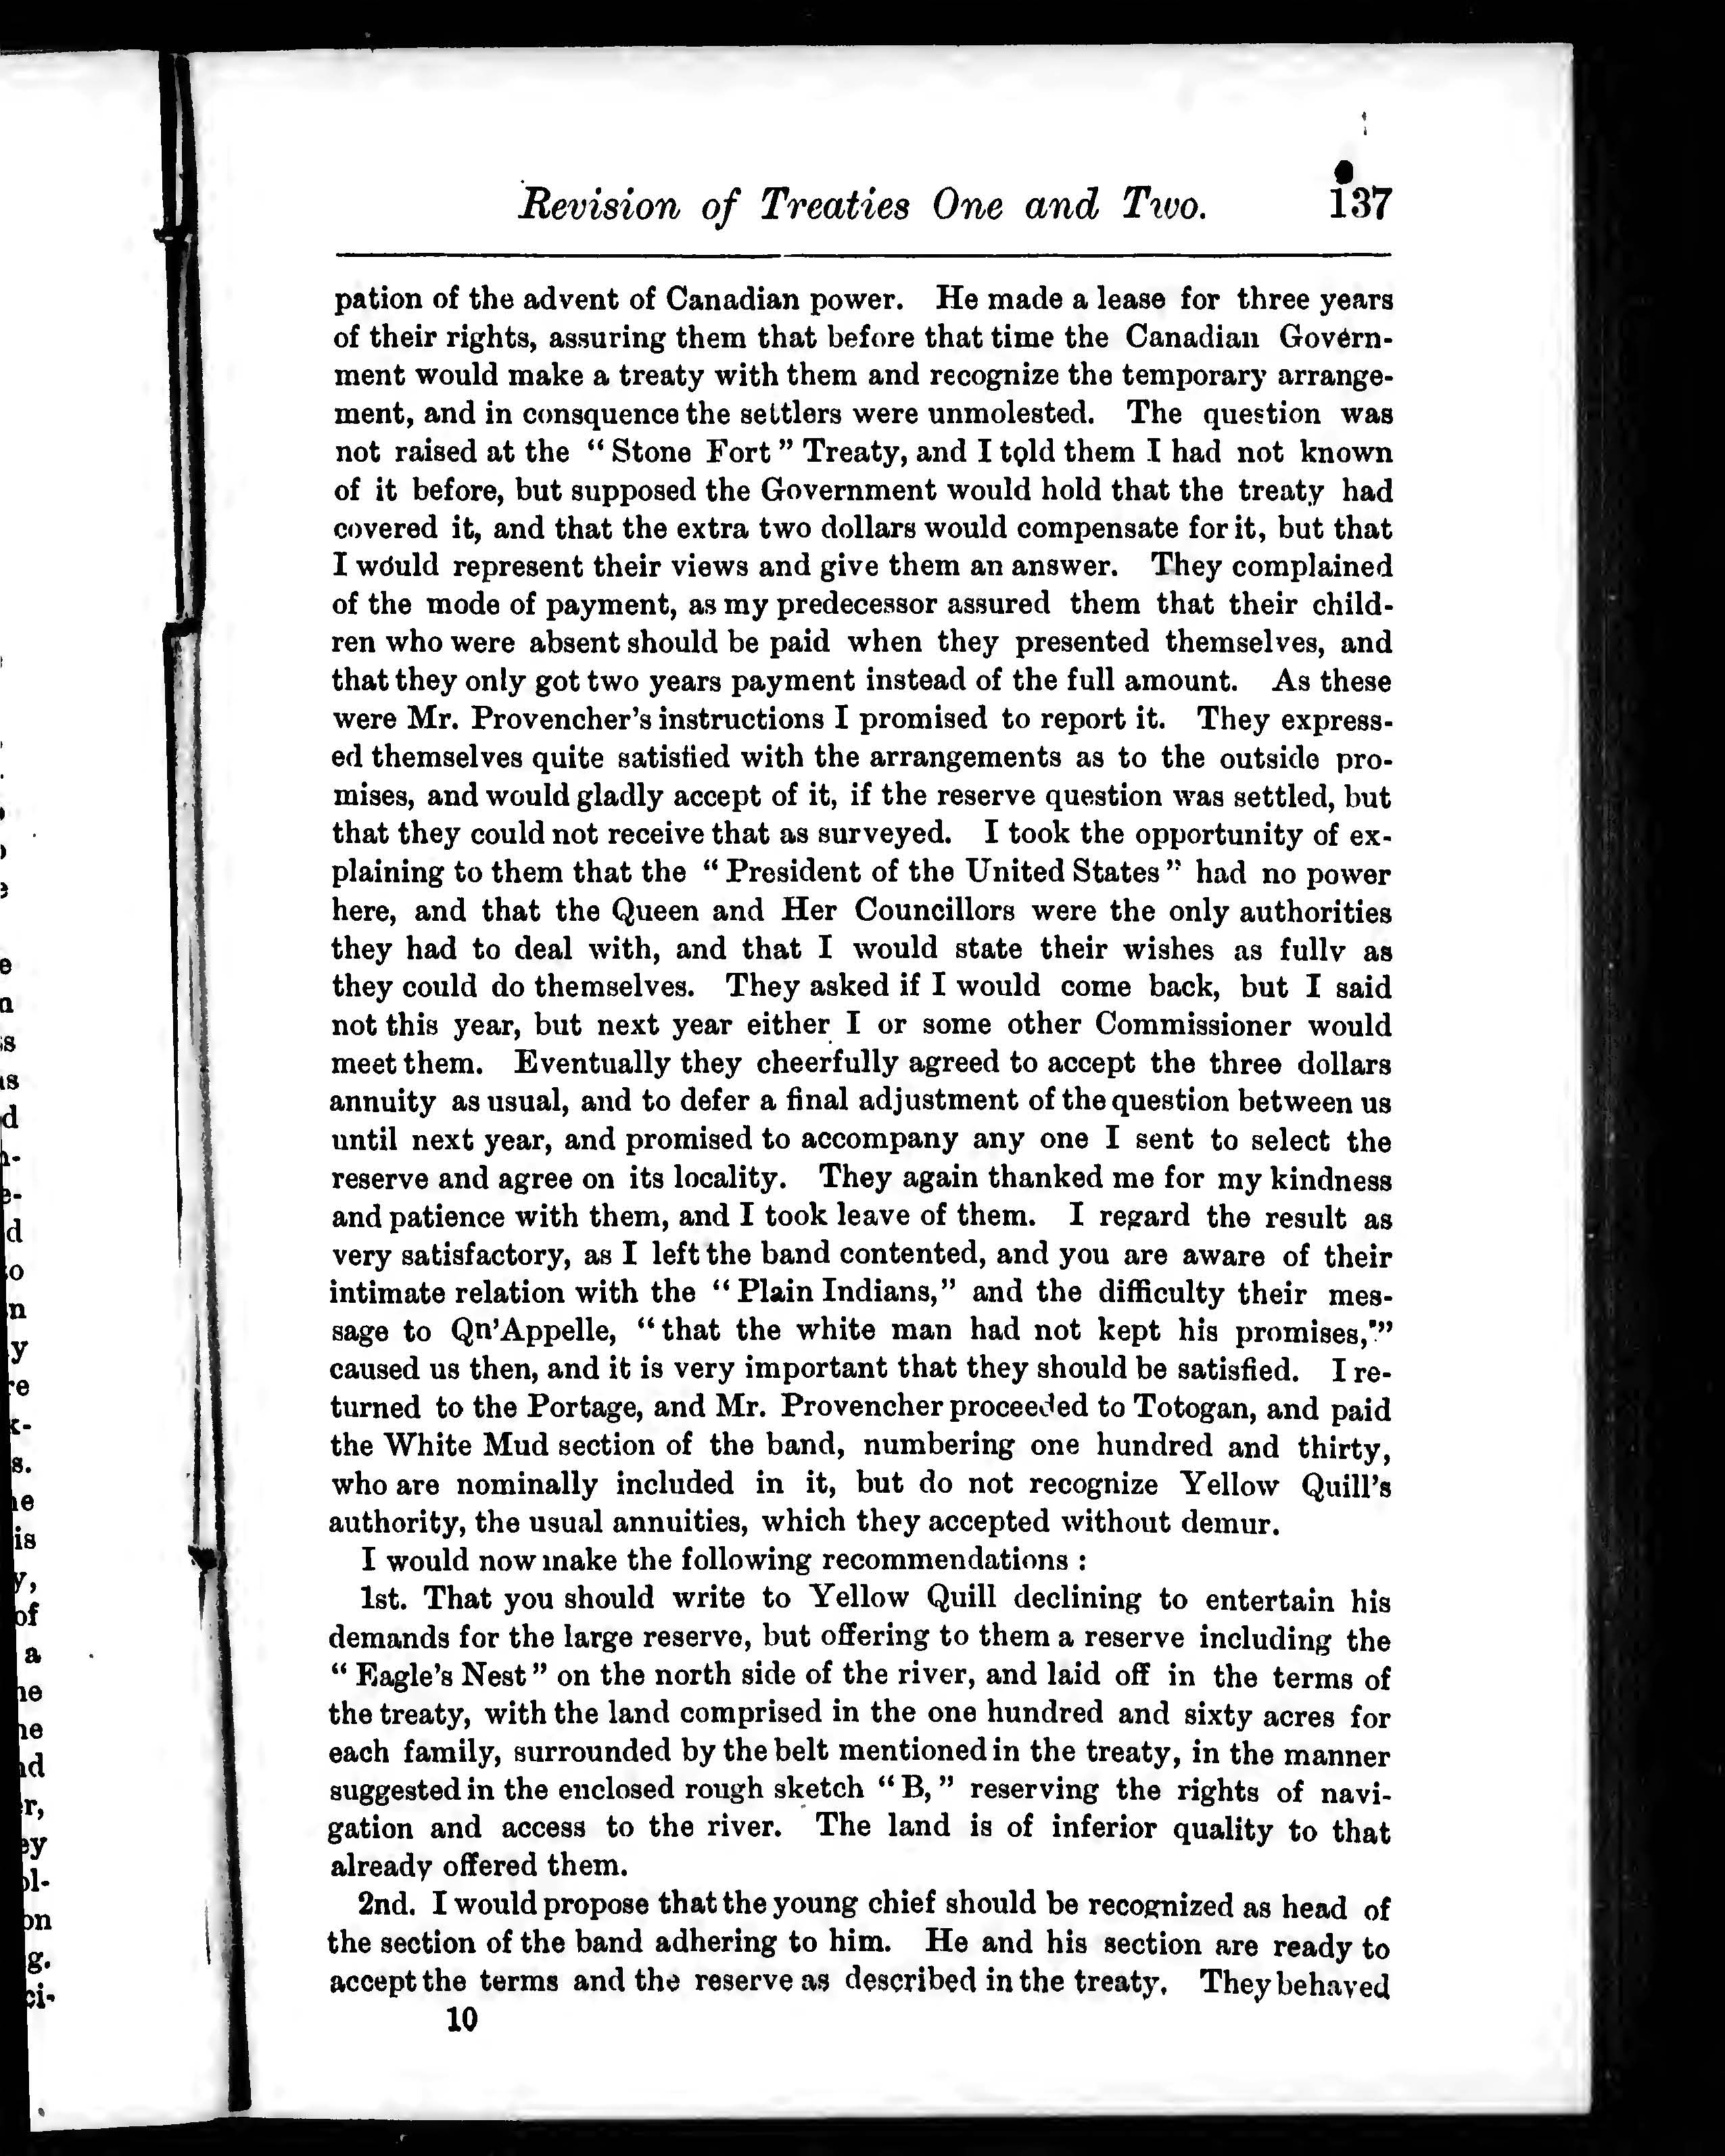 Revision of Treaties One and Two. 137
pation of the advent of Canadian power. He made a lease for three years
of their rights, assuring them that before that time the Canadian Govern-
ment would make a treaty with them and recognize the temporary arrange-
ment, and in consquence the settlers were unmolested. The question was
not raised at the “ Stone Fort ” Treaty, and I told them I had not known
of it before, but supposed the Government would hold that the treaty had
covered it, and that the extra two dollars would compensate for it, but that
I would represent their views and give them an answer. They complained
of the mode of payment, as my predecessor assured them that their child-
ren who were absent should be paid when they presented themselves, and
that they only got two years payment instead of the full amount. As these
were Mr. Provencher’s instructions I promised to report it. They express-
ed themselves quite satisfied with the arrangements as to the outside pro-
mises, and would gladly accept of it, if the reserve question was settled, but
that they could not receive that as surveyed. I took the opportunity of ex-
plaining to them that the “ President of the United States ” had no power
here, and that the Queen and Her Councillors were the only authorities
they had to deal with, and that I would state their wishes as fully as
they could do themselves. They asked if I would come back, but I said
not this year, but next year either I or some other Commissioner would
meet them. Eventually they cheerfully agreed to accept the three dollars
annuity as usual, and to defer a final adjustment of the question between us
until next year, and promised to accompany any one I sent to select the
reserve and agree on its locality. They again thanked me for my kindness
and patience with them, and I took leave of them. I regard the result as
very satisfactory, as I left the band contented, and you are aware of their
intimate relation with the “ Plain Indians,” and the difficulty their mes-
sage to Qn’Appelle, “ that the white man had not kept his promises,”
caused us then, and it is very important that they should be satisfied. I re-
turned to the Portage, and Mr. Provencher proceeded to Totogan, and paid
the White Mud section of the band, numbering one hundred and thirty,
who are nominally included in it, but do not recognize Yellow Quill’s
authority, the usual annuities, which they accepted without demur.
I would now make the following recommendations :
1st. That you should write to Yellow Quill declining to entertain his
demands for the large reserve, but offering to them a reserve including the
“ Eagle’s Nest ” on the north side of the river, and laid off in the terms of
the treaty, with the land comprised in the one hundred and sixty acres for
each family, surrounded by the belt mentioned in the treaty, in the manner
suggested in the enclosed rough sketch “ B, ” reserving the rights of navi-
gation and access to the river. The land is of inferior quality to that
already offered them.
2nd. I would propose that the young chief should be recognized as head of
the section of the band adhering to him. He and his section are ready to
accept the terms and the reserve as described in the treaty. They behaved
10